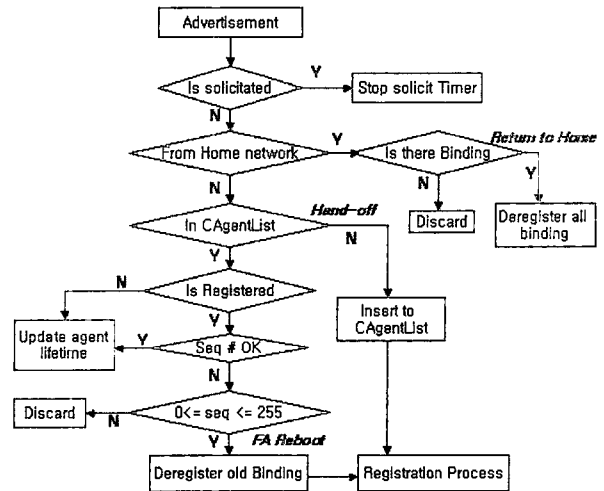 Advertisement
Is solicitated
Y
Stop solicit Timer
N
From Home network
Y
Is there Binding
Return to Home
N
N
Y
Discard
Deregister all
binding
In CAgentList
Hand-off
N
Y
N
Is Registered
Insert to
CAgentList
Y
Update agent
lifetime
Y
Seq # OK
N
Discard
N
0<= seq <= 255
Y
FA Reboot
Deregister old Binding
Registration Process